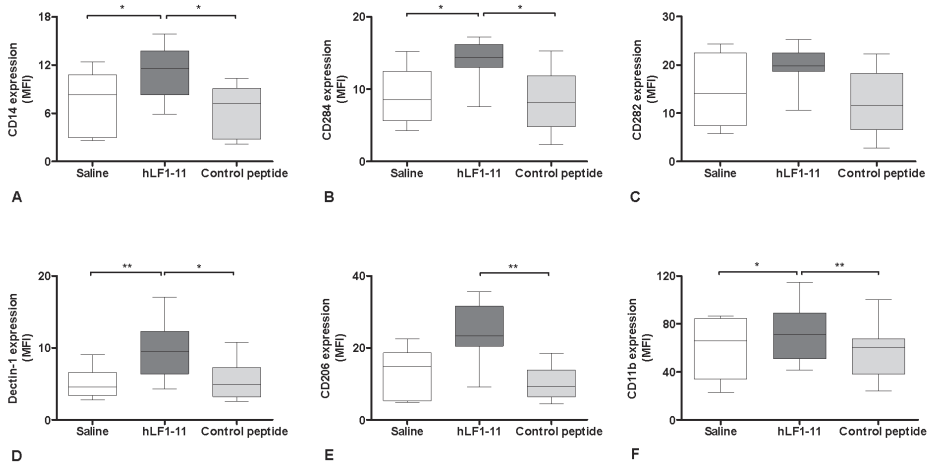 * *
CD14 expression
(MFI)
18
12
6
0
Saline hLF1-11 Control peptide
A
* *
CD284 expression
(MFI)
20
10
0
Saline hLF1-11 Control peptide
B
CD282 expression
(MFI)
30
20
10
0
Saline hLF1-11 Control peptide
C
** *
Dectin-1 expression
(MFI)
20
10
0
Saline hLF1-11 Control peptide
D
**
CD206 expression
(MFI)
40
20
0
Saline hLF1-11 Control peptide
E
* **
CD11b expression
(MFI)
120
80
40
0
Saline hLF1-11 Control peptide
F